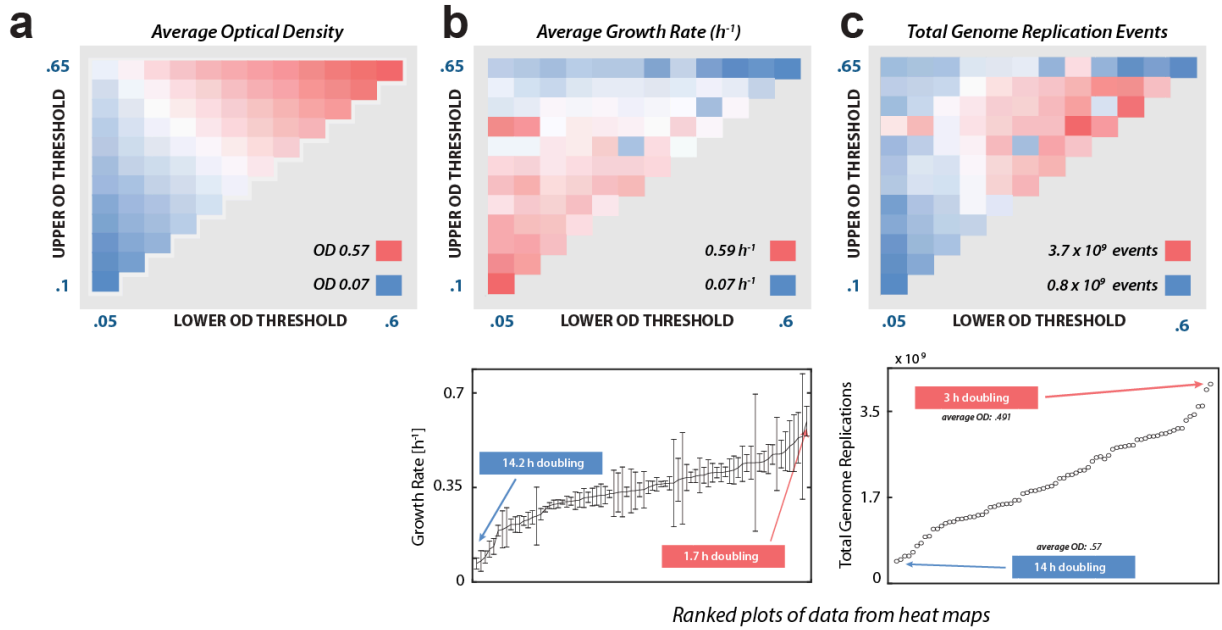 a
Average Optical Density
.65
UPPER OD THRESHOLD
.1
OD 0.57
OD 0.07
.05
LOWER OD THRESHOLD
.6
b
Average Growth Rate (h⁻¹)
.65
UPPER OD THRESHOLD
.1
0.59 h⁻¹
0.07 h⁻¹
.05
LOWER OD THRESHOLD
.6
c
Total Genome Replication Events
.65
UPPER OD THRESHOLD
.1
3.7 x 10⁹ events
0.8 x 10⁹ events
.05
LOWER OD THRESHOLD
.6
0.7
0.35
0
Growth Rate [h⁻¹]
14.2 h doubling
1.7 h doubling
x 10⁹
3.5
1.7
0
Total Genome Replications
3 h doubling
average OD: .491
average OD: .57
14 h doubling
Ranked plots of data from heat maps